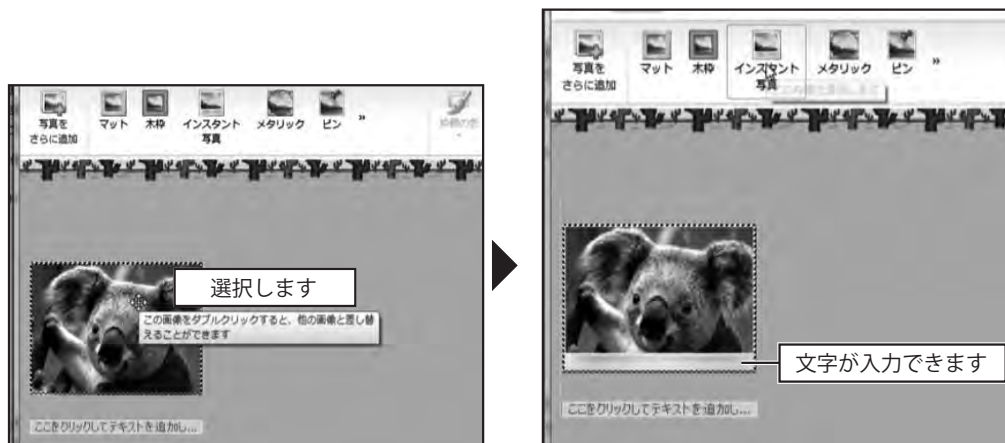 写真を
さらに追加
マット
木枠
インスタント
写真
メタリック
ピン
»
選択します
この画像をダブルクリックすると、他の画像と差し替
えることができます
ここをクリックしてテキストを追加し...
写真を
さらに追加
マット
木枠
インスタント
写真
メタリック
ピン
»
文字が入力できます
ここをクリックしてテキストを追加し...